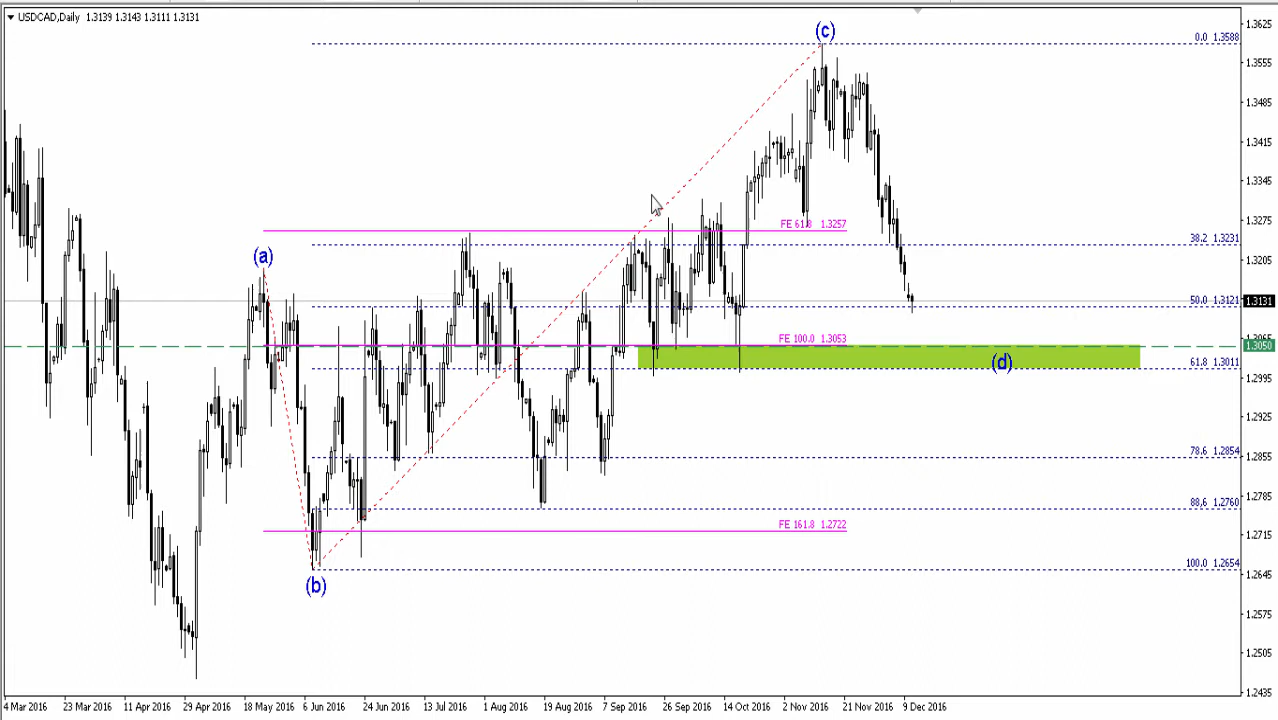 USDCAD,Daily 1.3139 1.3143 1.3111 1.3131
(c)
1.3625
0.0 1.3588
1.3555
1.3485
1.3415
1.3345
1.3275
FE 61.8 1.3257
38.2 1.3231
(a)
1.3205
50.0 1.3121
1.3131
FE 100.0 1.3053
1.3050
(d)
61.8 1.3011
1.2995
1.2925
78.6 1.2854
1.2855
88.6 1.2760
1.2785
FE 161.8 1.2722
1.2715
100.0 1.2654
1.2645
(b)
1.2575
1.2505
1.2435
4 Mar 2016 23 Mar 2016 11 Apr 2016 29 Apr 2016 18 May 2016 6 Jun 2016 24 Jun 2016 13 Jul 2016 1 Aug 2016 19 Aug 2016 7 Sep 2016 26 Sep 2016 14 Oct 2016 2 Nov 2016 21 Nov 2016 9 Dec 2016